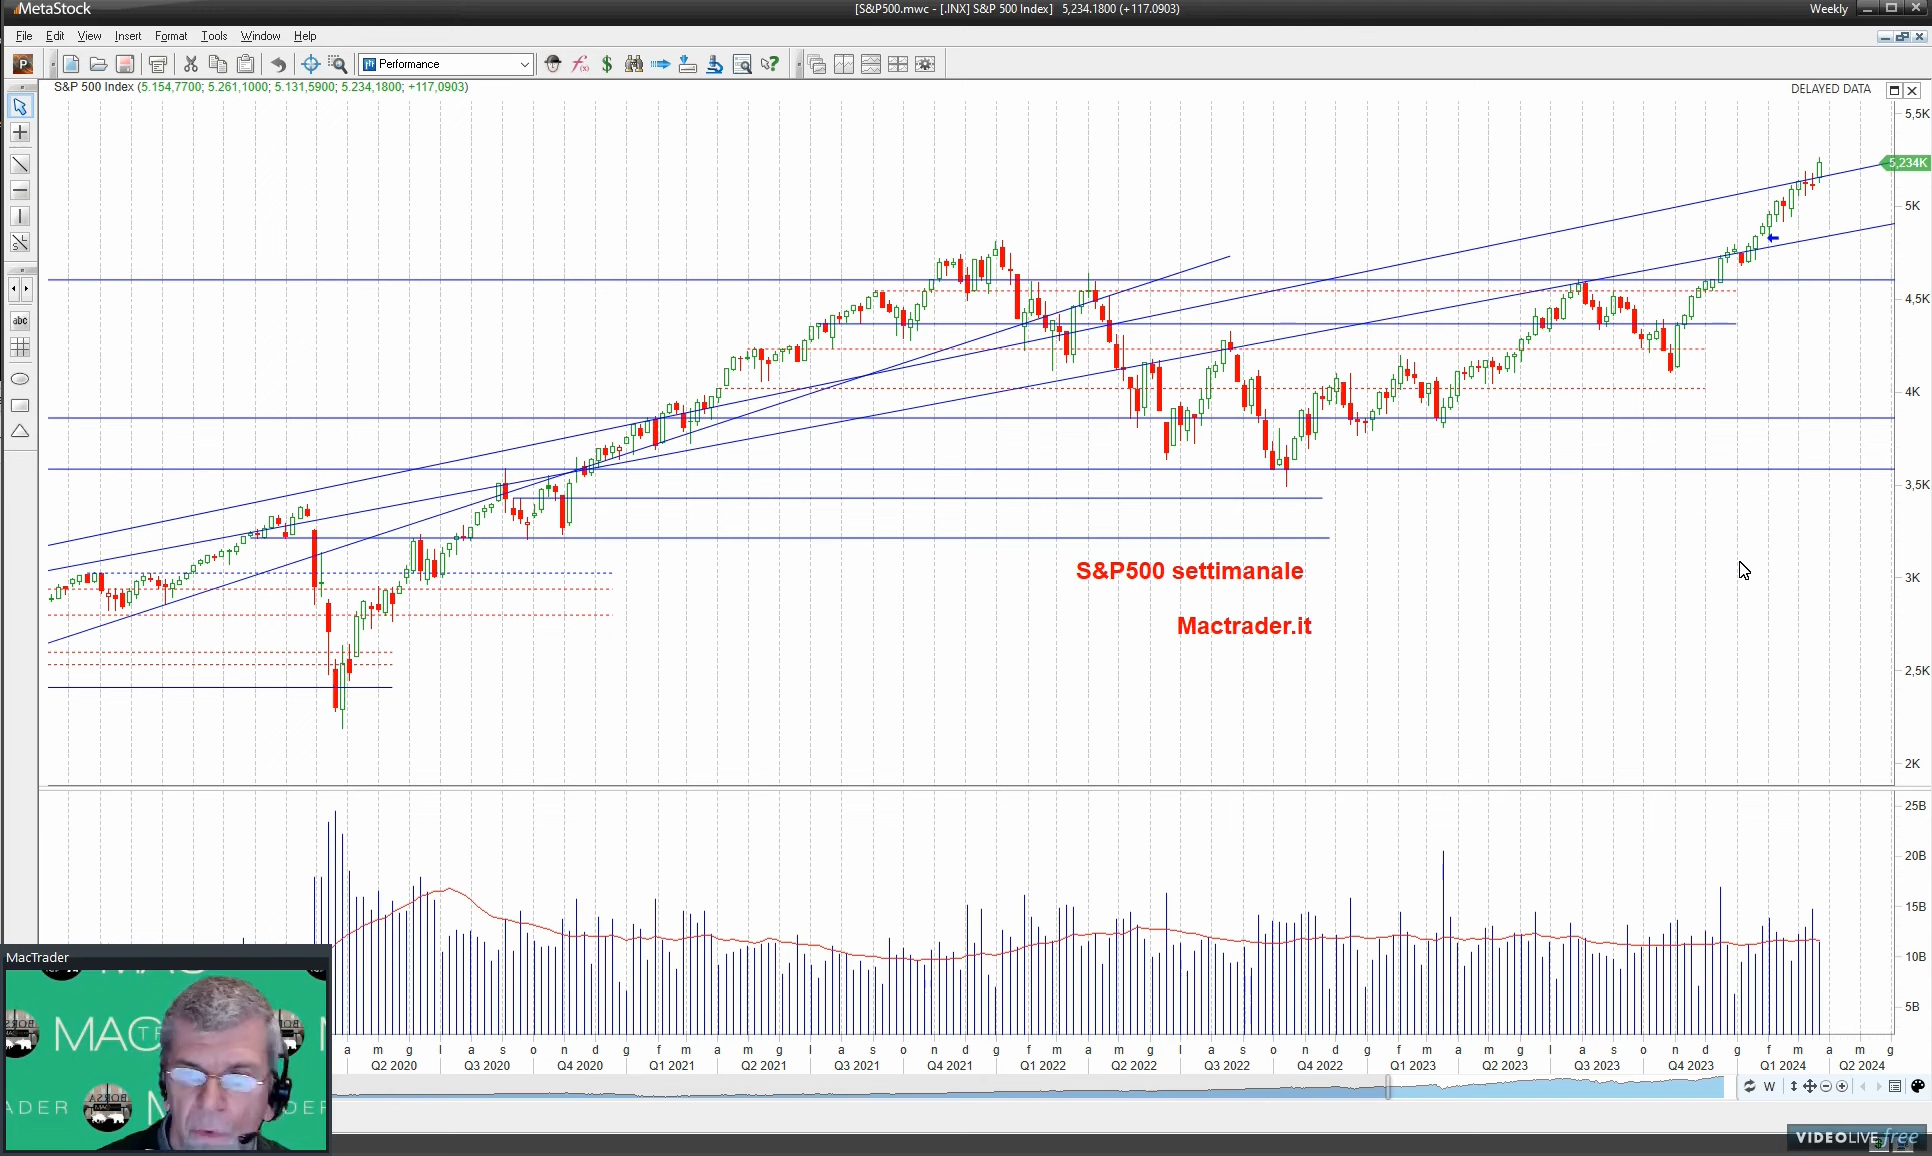 MetaStock
[S&P500.mwc - [.INX] S&P 500 Index] 5,234.1800 (+117.0903)
Weekly
File Edit View Insert Format Tools Window Help
Performance
S&P 500 Index (5.154,7700; 5.261,1000; 5.131,5900; 5.234,1800; +117,0903)
DELAYED DATA
5,5K
5,234K
5K
4,5K
4K
3,5K
3K
2,5K
2K
abc
S&P500 settimanale
Mactrader.it
25B
20B
15B
10B
5B
MacTrader
MAC
ADER
a m g l a s o n d g f m a m g l a s o n d g f m a m g l a s o n d g f m a m g l a s o n d g f m a m g
Q2 2020 Q3 2020 Q4 2020 Q1 2021 Q2 2021 Q3 2021 Q4 2021 Q1 2022 Q2 2022 Q3 2022 Q4 2022 Q1 2023 Q2 2023 Q3 2023 Q4 2023 Q1 2024 Q2 2024
W
VIDEOLIVE free